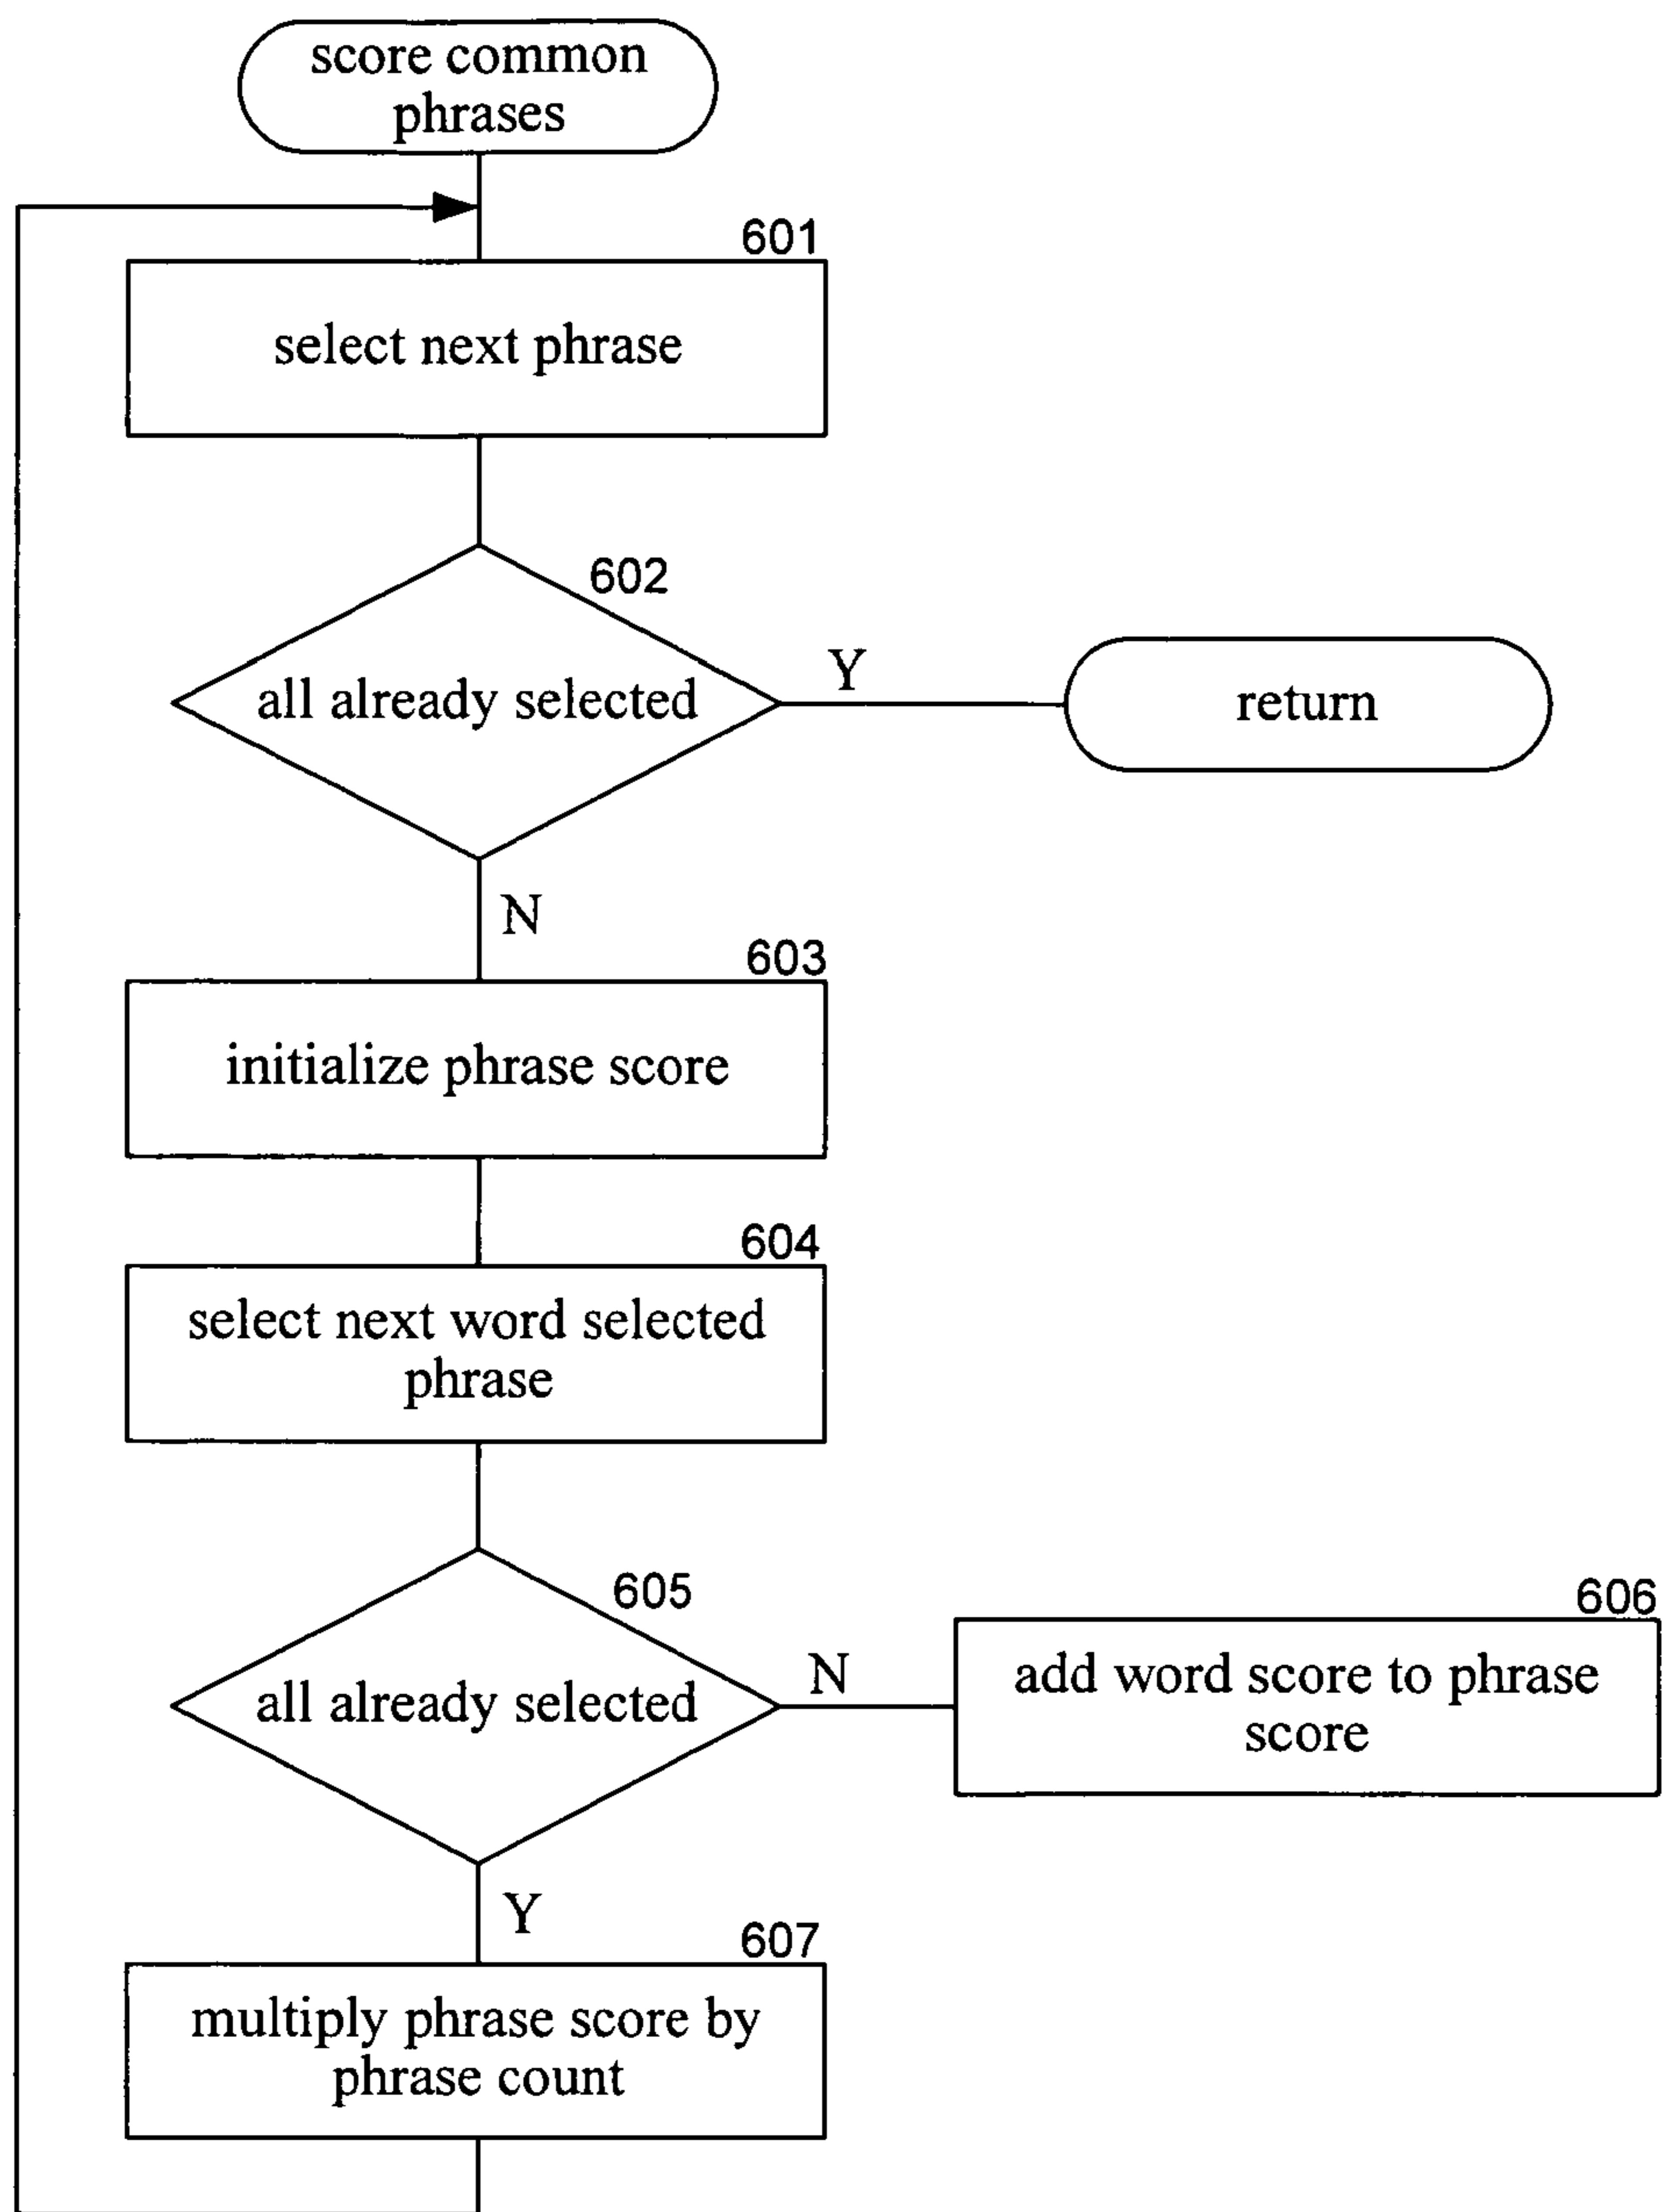 score common
phrases
601
select next phrase
602
all already selected
Y
return
N
603
initialize phrase score
604
select next word selected
phrase
605
all already selected
N
606
add word score to phrase
score
Y
607
multiply phrase score by
phrase count